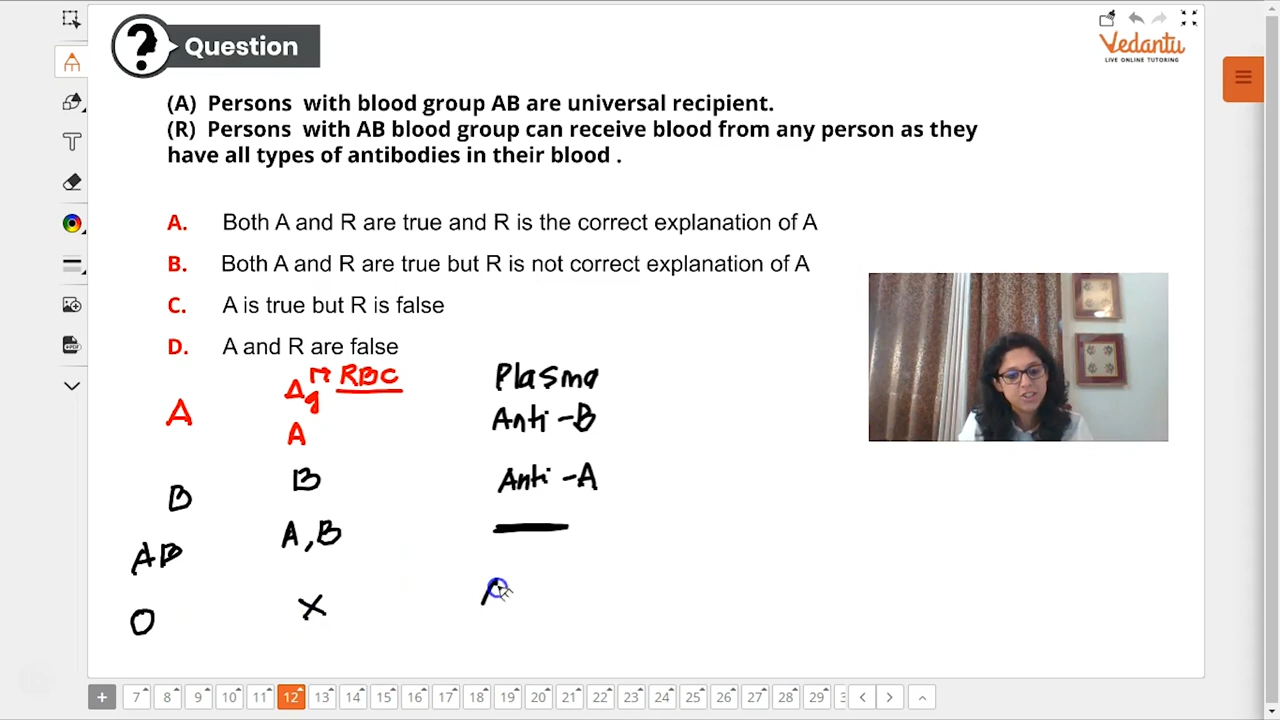 Question
Vedantu
LIVE ONLINE TUTORING
(A) Persons with blood group AB are universal recipient.
(R) Persons with AB blood group can receive blood from any person as they
have all types of antibodies in their blood .
A. Both A and R are true and R is the correct explanation of A
B. Both A and R are true but R is not correct explanation of A
C. A is true but R is false
D. A and R are false
Ag RBC Plasma
A A Anti-B
B B Anti-A
AB A,B
O X
7 8 9 10 11 12 13 14 15 16 17 18 19 20 21 22 23 24 25 26 27 28 29